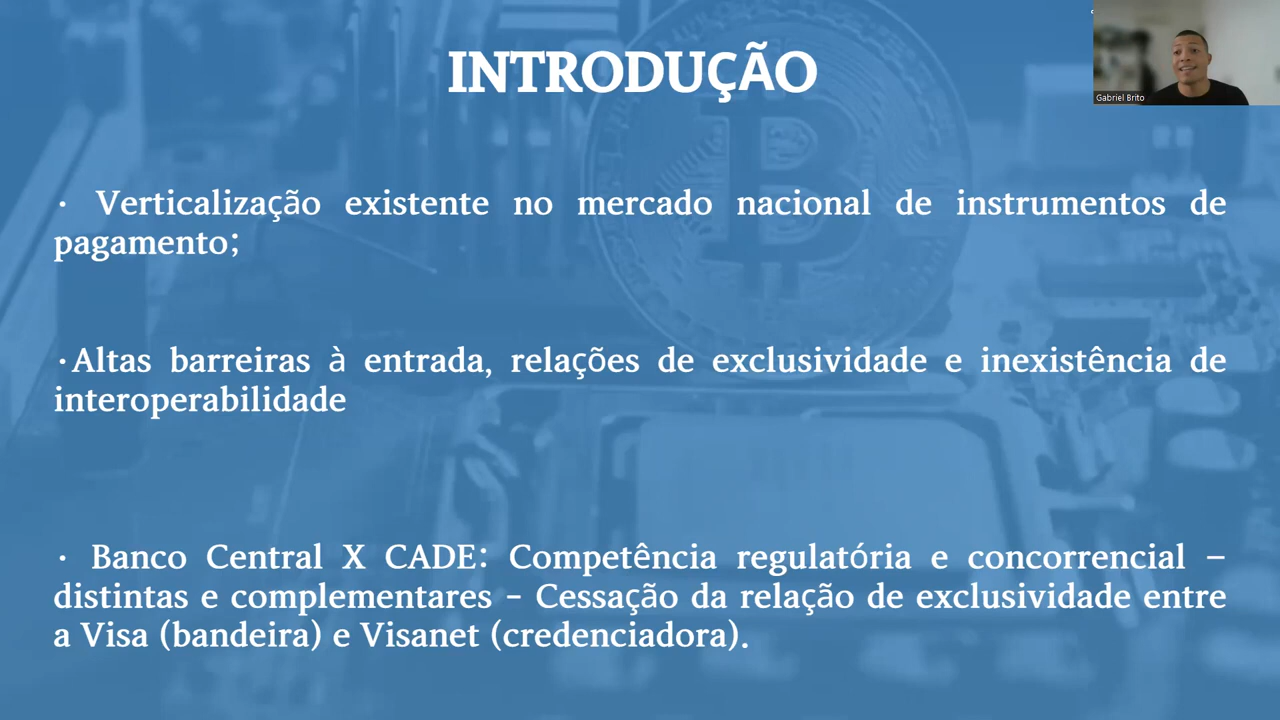 INTRODUÇÃO
Gabriel Brito
· Verticalização existente no mercado nacional de instrumentos de
pagamento;
·Altas barreiras à entrada, relações de exclusividade e inexistência de
interoperabilidade
· Banco Central X CADE: Competência regulatória e concorrencial –
distintas e complementares - Cessação da relação de exclusividade entre
a Visa (bandeira) e Visanet (credenciadora).